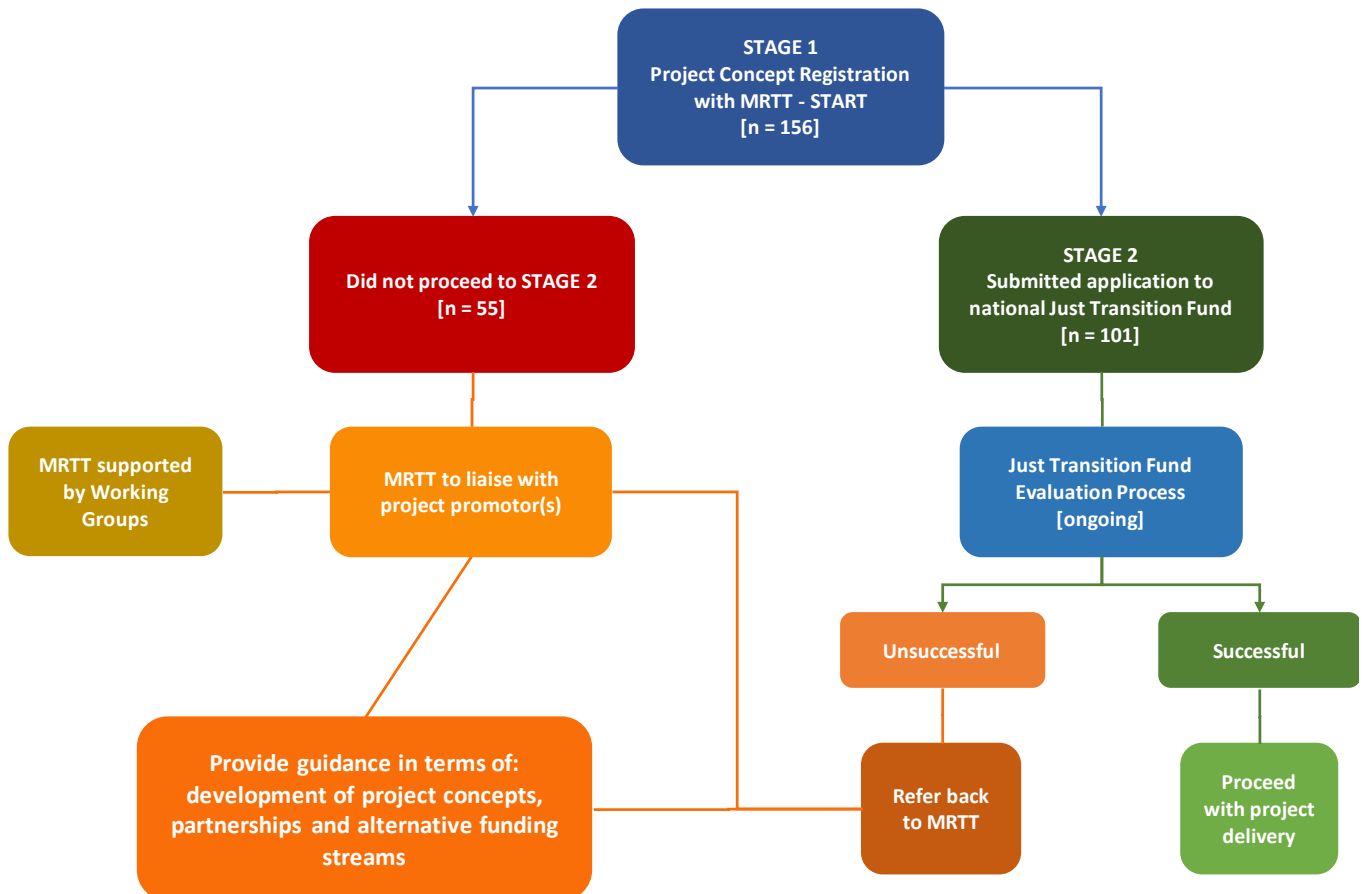 STAGE 1
Project Concept Registration
with MRTT - START
[n = 156]
Did not proceed to STAGE 2
[n = 55]
STAGE 2
Submitted application to
national Just Transition Fund
[n = 101]
MRTT supported
by Working
Groups
MRTT to liaise with
project promotor(s)
Just Transition Fund
Evaluation Process
[ongoing]
Unsuccessful
Successful
Provide guidance in terms of:
development of project concepts,
partnerships and alternative funding
streams
Refer back
to MRTT
Proceed
with project
delivery